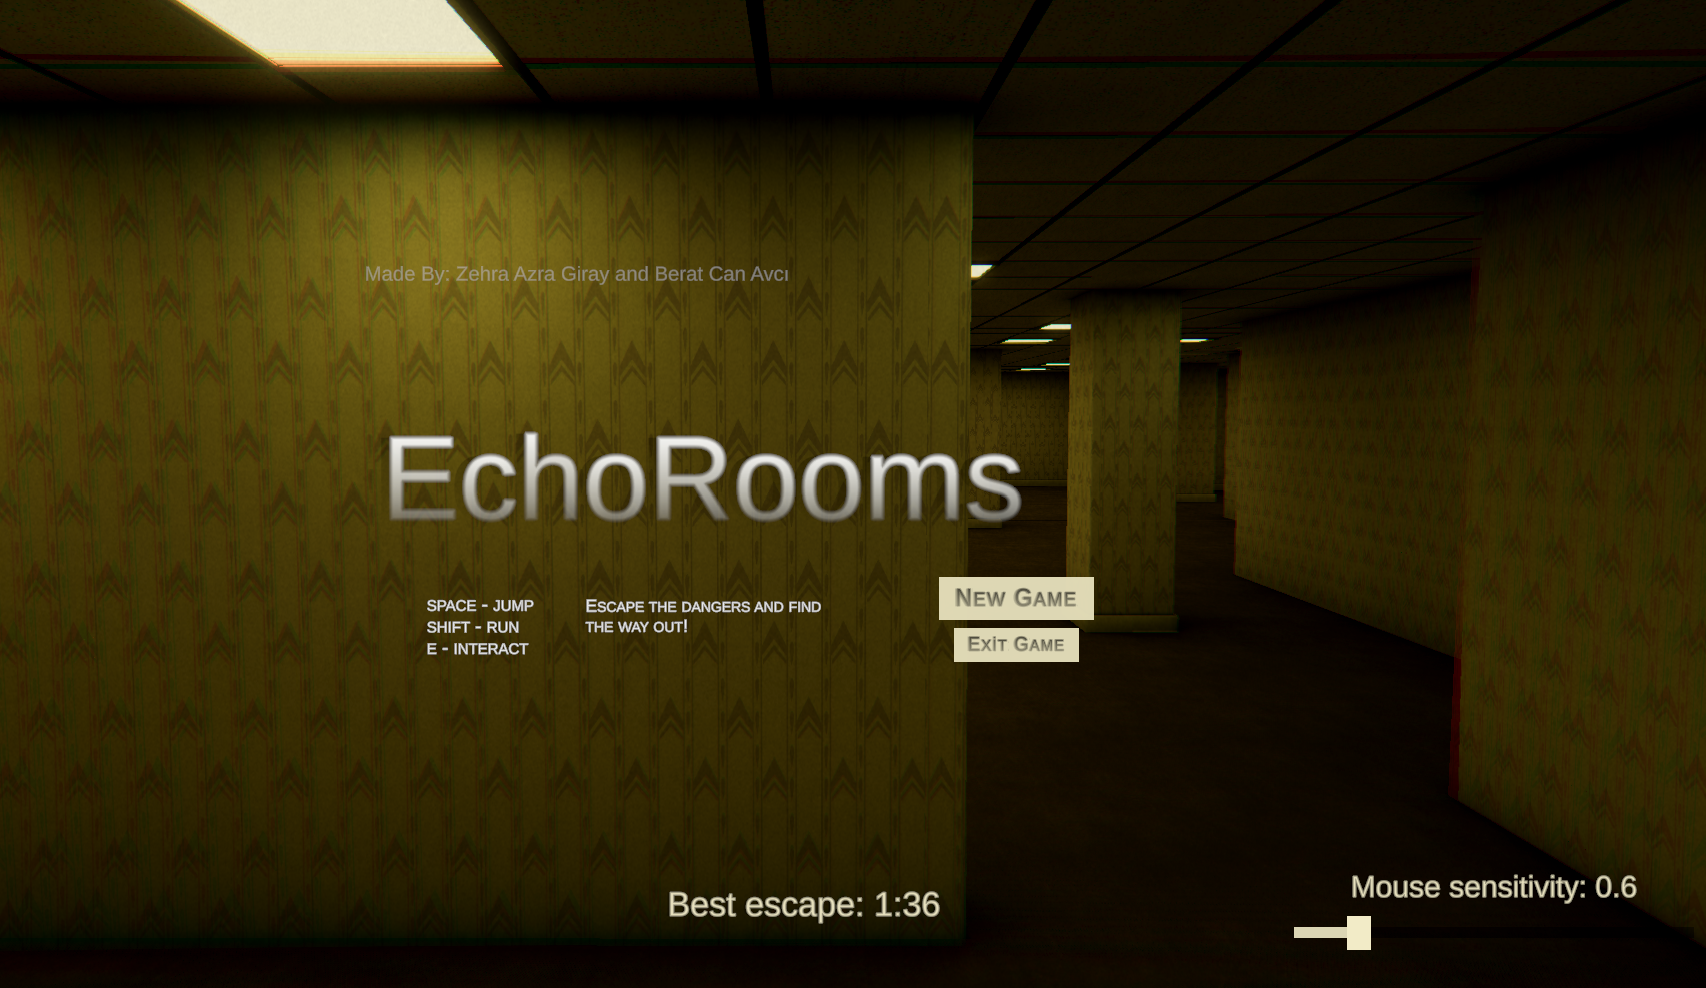 Made By: Zehra Azra Giray and Berat Can Avcı
EchoRooms
SPACE - JUMP
SHIFT - RUN
E - INTERACT
ESCAPE THE DANGERS AND FIND
THE WAY OUT!
NEW GAME
EXİT GAME
Best escape: 1:36
Mouse sensitivity: 0.6